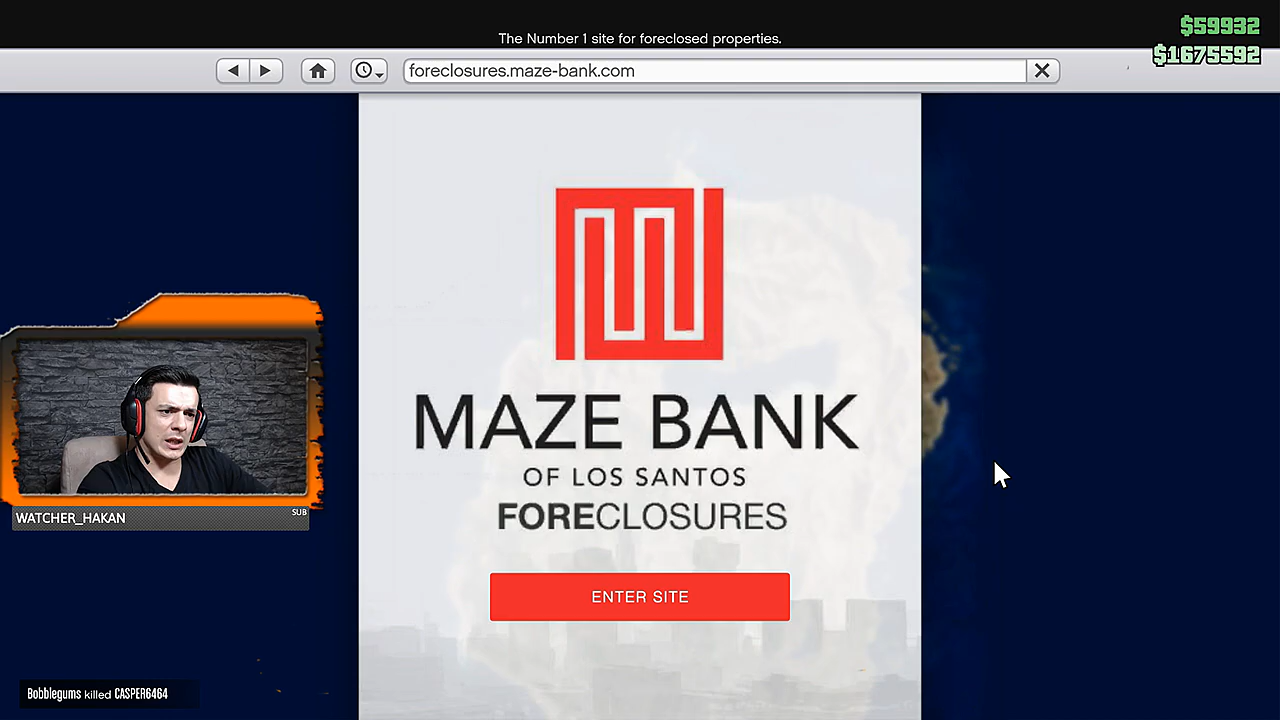 $59932
The Number 1 site for foreclosed properties.
$1675592
foreclosures.maze-bank.com
MAZE BANK
OF LOS SANTOS
FORECLOSURES
ENTER SITE
WATCHER_HAKAN
SUB
Bobblegums killed CASPER6464